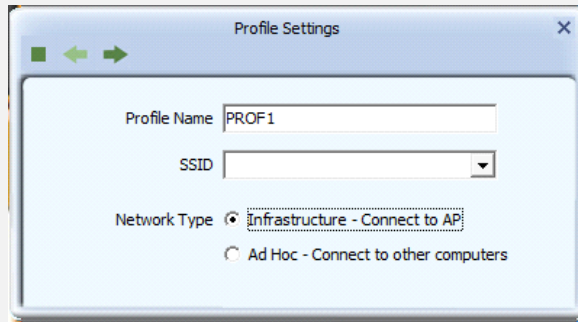 Profile Settings
Profile Name PROF1
SSID
Network Type Infrastructure - Connect to AP
Ad Hoc - Connect to other computers